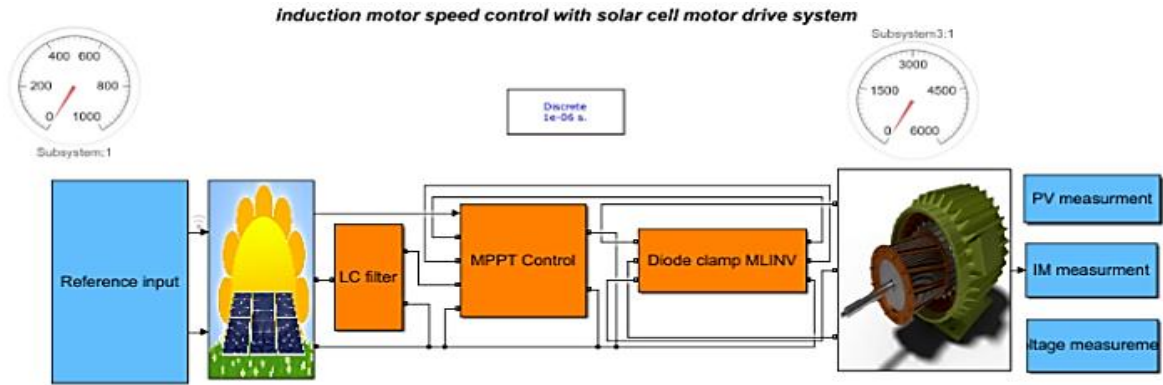 induction motor speed control with solar cell motor drive system
400 600
200 800
0 1000
Subsystem:1
Discrete
1e-06 s.
Subsystem3:1
3000
1500 4500
0 6000
Reference input
LC filter
MPPT Control
Diode clamp MLINV
PV measurment
IM measurment
ltage measureme